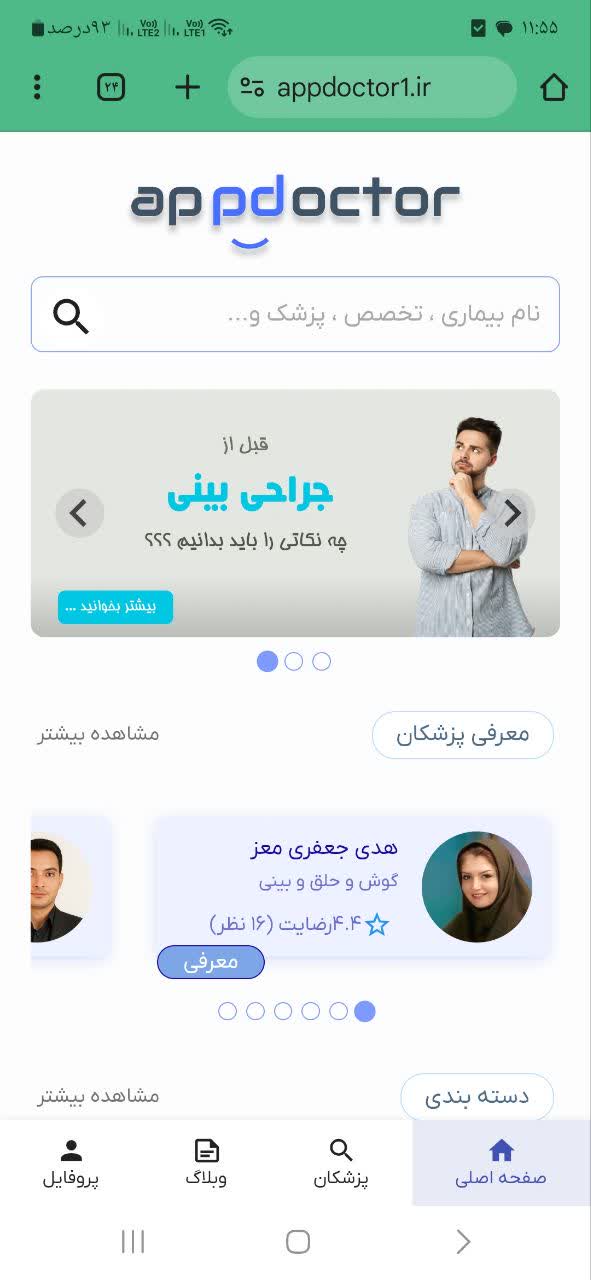 ۱۱:۵۵
Vo) LTE1 Vo) LTE2 ۹۳درصد
appdoctor1.ir
۲۴
appdoctor
نام بیماری ، تخصص ، پزشک و...
قبل از
جراحی بینی
چه نکاتی را باید بدانیم ؟؟؟
بیشتر بخوانید ...
معرفی پزشکان
مشاهده بیشتر
هدی جعفری معز
گوش و حلق و بینی
۴.۴رضایت (۱۶ نظر)
معرفی
دسته بندی
مشاهده بیشتر
صفحه اصلی
پزشکان
وبلاگ
پروفایل